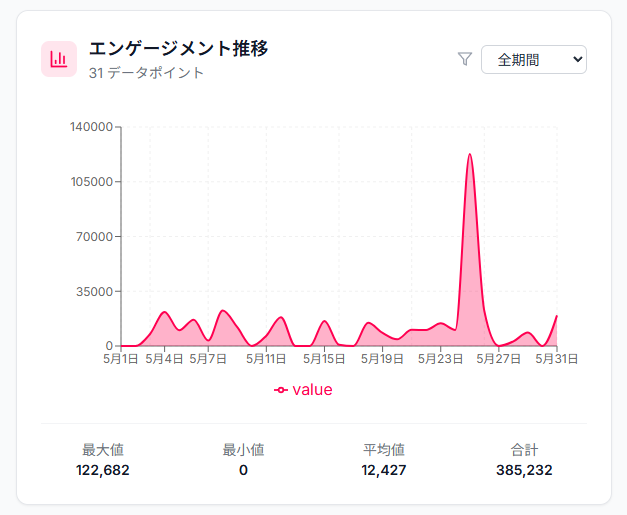 エンゲージメント推移
31 データポイント
全期間
140000
105000
70000
35000
0
5月1日 5月4日 5月7日 5月11日 5月15日 5月19日 5月23日 5月27日 5月31日
value
最大値 最小値 平均値 合計
122,682 0 12,427 385,232